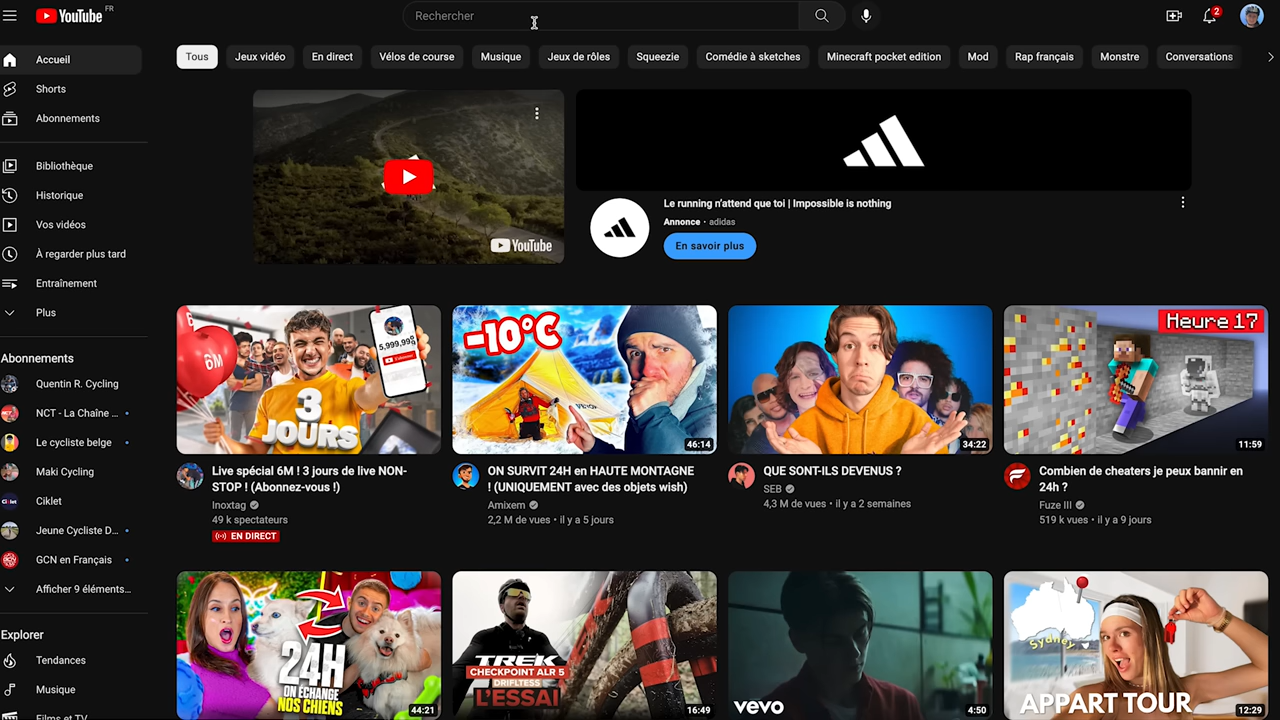 YouTube FR
Rechercher
2
Accueil
Shorts
Abonnements
Bibliothèque
Historique
Vos vidéos
À regarder plus tard
Entraînement
Plus
Abonnements
Quentin R. Cycling
NCT - La Chaîne ...
Le cycliste belge
Maki Cycling
Ciklet
Jeune Cycliste D...
GCN en Français
Afficher 9 éléments...
Explorer
Tendances
Musique
Films et TV
Tous
Jeux vidéo
En direct
Vélos de course
Musique
Jeux de rôles
Squeezie
Comédie à sketches
Minecraft pocket edition
Mod
Rap français
Monstre
Conversations
YouTube
Le running n'attend que toi | Impossible is nothing
Annonce • adidas
En savoir plus
6M
5,999,998
3
JOURS
Live spécial 6M ! 3 jours de live NON-
STOP ! (Abonnez-vous !)
Inoxtag
49 k spectateurs
EN DIRECT
-10°C
46:14
ON SURVIT 24H en HAUTE MONTAGNE
! (UNIQUEMENT avec des objets wish)
Amixem
2,2 M de vues • il y a 5 jours
34:22
QUE SONT-ILS DEVENUS ?
SEB
4,3 M de vues • il y a 2 semaines
Heure 17
11:59
Combien de cheaters je peux bannir en
24h ?
Fuze III
519 k vues • il y a 9 jours
24H
ON ÉCHANGE
NOS CHIENS
44:21
TREK
CHECKPOINT ALR 5
DRIFTLESS
L'ESSAI
16:49
vevo
4:50
Sydney
APPART TOUR
12:29